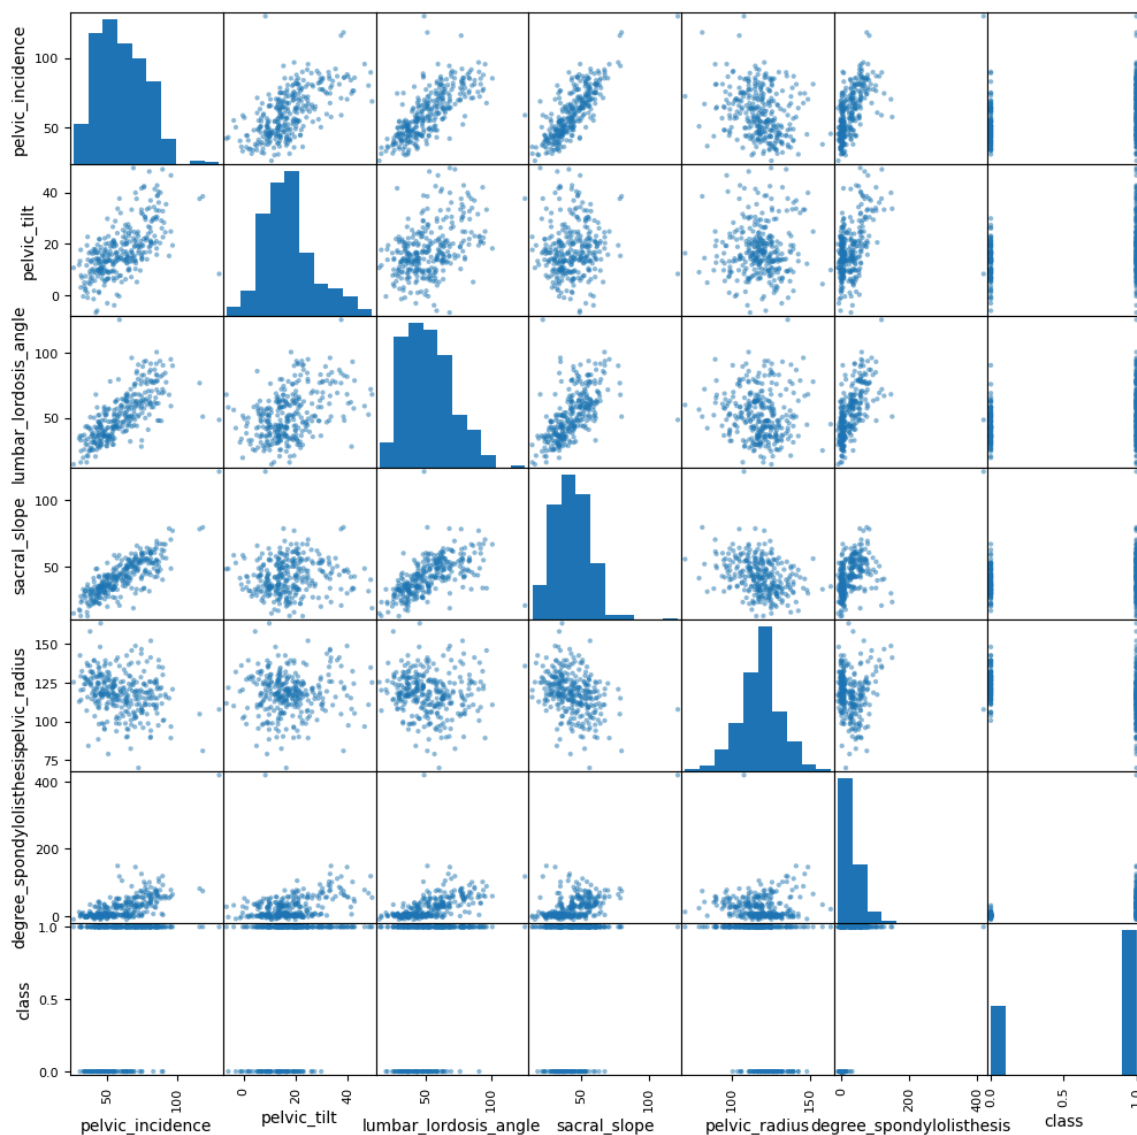 pelvic_incidence
100
50
pelvic_tilt
40
20
0
lumbar_lordosis_angle
100
50
sacral_slope
100
50
pelvic_radius
150
125
100
75
degree_spondylolisthesis
400
200
0
class
1.0
0.5
0.0
50
100
pelvic_incidence
0
20
40
pelvic_tilt
50
100
lumbar_lordosis_angle
50
100
sacral_slope
100
150
pelvic_radius
0
200
400
degree_spondylolisthesis
0.0
0.5
1.0
class